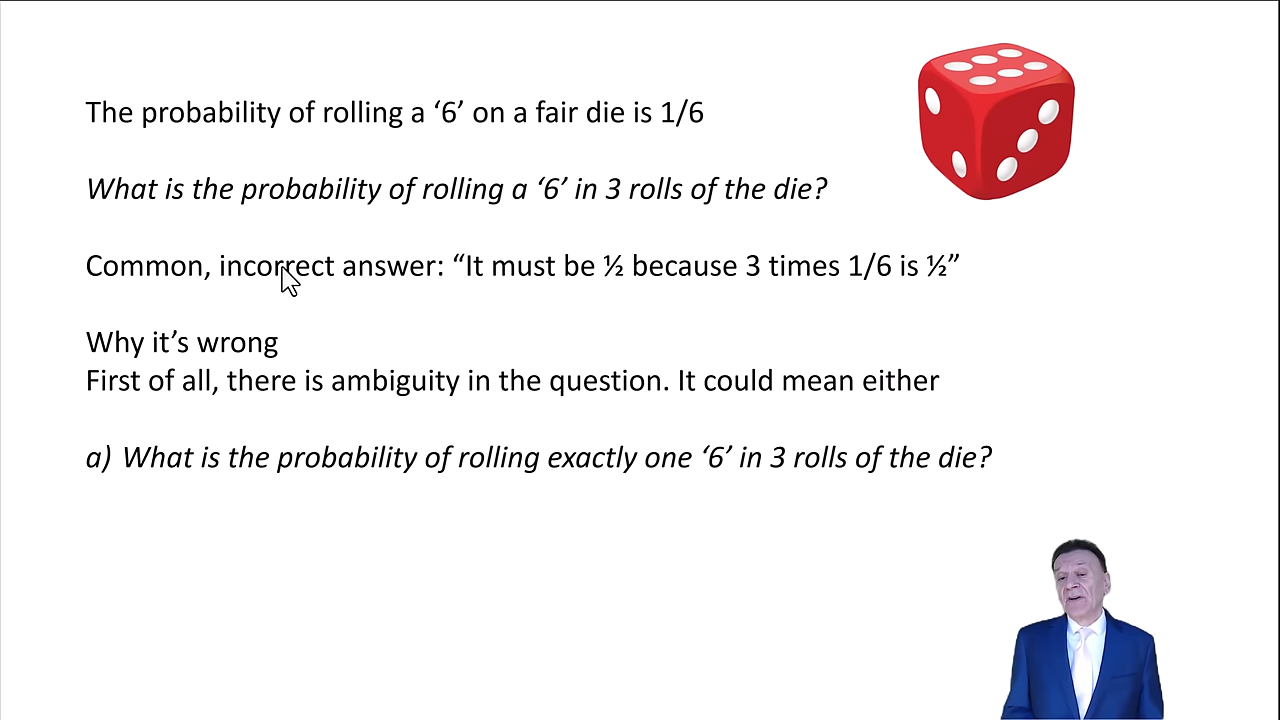 The probability of rolling a ‘6’ on a fair die is 1/6
What is the probability of rolling a ‘6’ in 3 rolls of the die?
Common, incorrect answer: “It must be ½ because 3 times 1/6 is ½”
Why it’s wrong
First of all, there is ambiguity in the question. It could mean either
a) What is the probability of rolling exactly one ‘6’ in 3 rolls of the die?